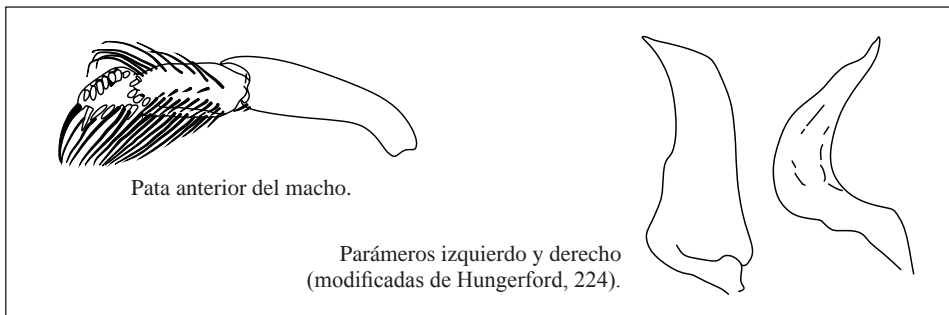 Pata anterior del macho.
Parámeros izquierdo y derecho
(modificadas de Hungerford, 224).